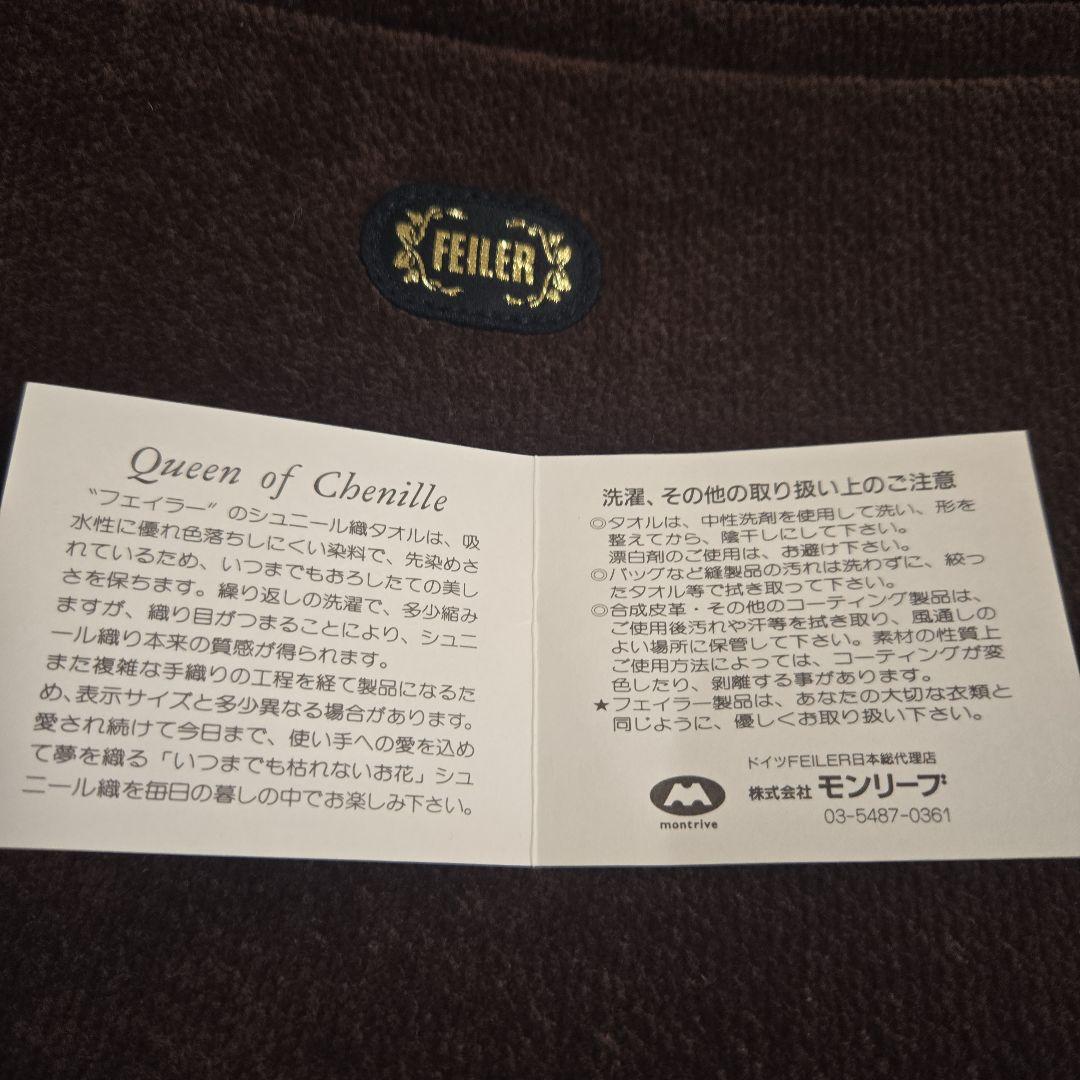 FEILER
Queen of Chenille
〝フェイラー〞のシュニール織タオルは、吸
水性に優れ色落ちしにくい染料で、先染めさ
れているため、いつまでもおろしたての美し
さを保ちます。繰り返しの洗濯で、多少縮み
ますが、織り目がつまることにより、シュニ
ール織り本来の質感が得られます。
また複雑な手織りの工程を経て製品になるた
め、表示サイズと多少異なる場合があります。
愛され続けて今日まで、使い手への愛を込め
て夢を織る「いつまでも枯れないお花」シュ
ニール織を毎日の暮しの中でお楽しみ下さい。
洗濯、その他の取り扱い上のご注意
◎タオルは、中性洗剤を使用して洗い、形を
整えてから、陰干しにして下さい。
漂白剤のご使用は、お避け下さい。
◎バッグなど縫製品の汚れは洗わずに、絞っ
たタオル等で拭き取って下さい。
◎合成皮革・その他のコーティング製品は、
ご使用後汚れや汗等を拭き取り、風通しの
よい場所に保管して下さい。素材の性質上
ご使用方法によっては、コーティングが変
色したり、剥離する事があります。
★フェイラー製品は、あなたの大切な衣類と
同じように、優しくお取り扱い下さい。
ドイツFEILER日本総代理店
株式会社 モンリーブ
montrive
03-5487-0361